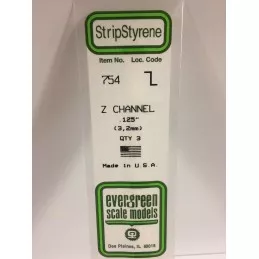 StripStyrene
Item No. Loc. Code
754
Z CHANNEL
.125"
(3,2mm)
QTY 3
Made in U.S.A.
evergreen
scale models
Des Plaines, IL 60018